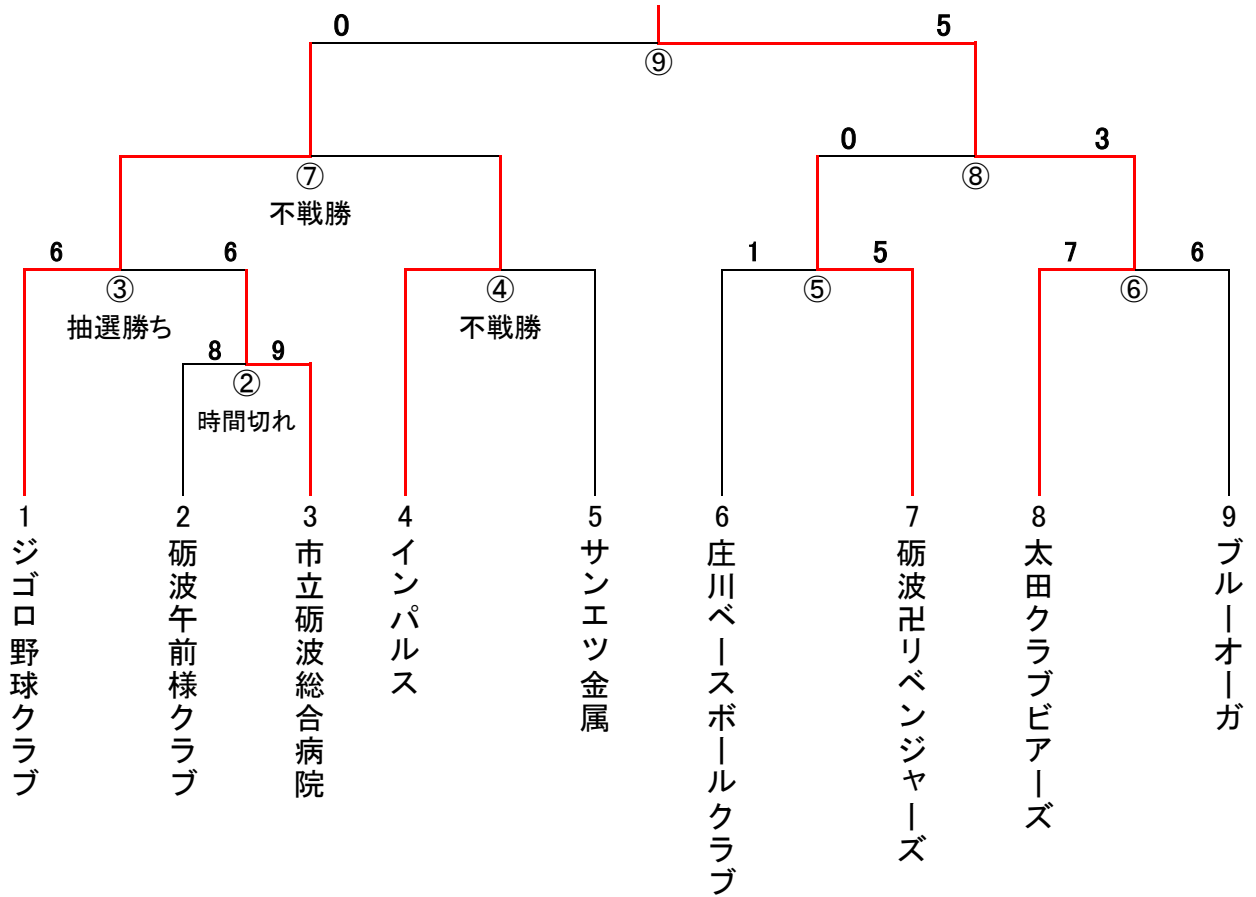 0
5
⑨
0
3
⑦
⑧
不戦勝
6
6
1
5
7
6
③
④
⑤
⑥
抽選勝ち
不戦勝
8
9
②
時間切れ
1
2
3
4
5
6
7
8
9
ジゴロ野球クラブ
砺波午前様クラブ
市立砺波総合病院
インパルス
サンエツ金属
庄川ベースボールクラブ
砺波卍リベンジャーズ
太田クラブビアーズ
ブルーオーガ